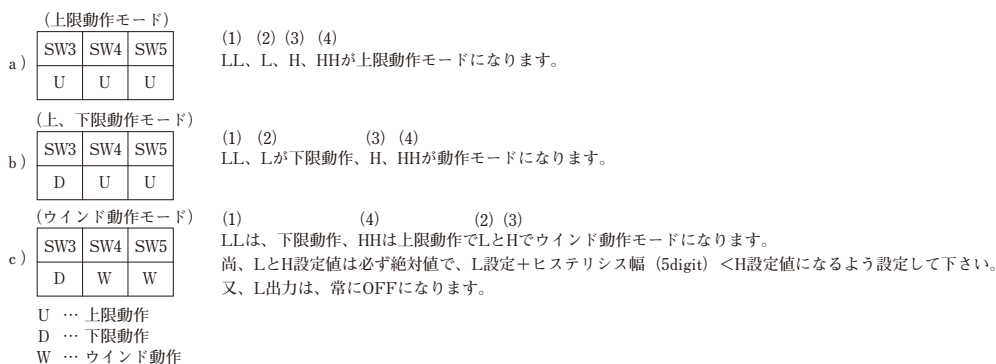 (上限動作モード)
a) SW3 SW4 SW5
U U U
(1) (2) (3) (4)
LL、L、H、HHが上限動作モードになります。
(上、下限動作モード)
b) SW3 SW4 SW5
D U U
(1) (2) (3) (4)
LL、Lが下限動作、H、HHが動作モードになります。
(ウインド動作モード)
c) SW3 SW4 SW5
D W W
(1) (4) (2) (3)
LLは、下限動作、HHは上限動作でLとHでウインド動作モードになります。
尚、LとH設定値は必ず絶対値で、L設定+ヒステリシス幅(5digit)<H設定値になるよう設定して下さい。
又、L出力は、常にOFFになります。
U … 上限動作
D … 下限動作
W … ウインド動作